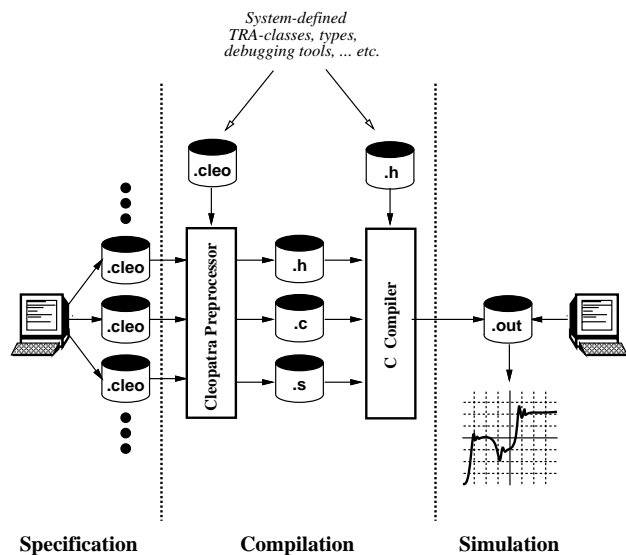 System-defined
TRA-classes, types,
debugging tools, ... etc.
.cleo
.h
.cleo
.cleo
.cleo
Cleopatra Preprocessor
.h
.c
.s
C Compiler
.out
Specification
Compilation
Simulation